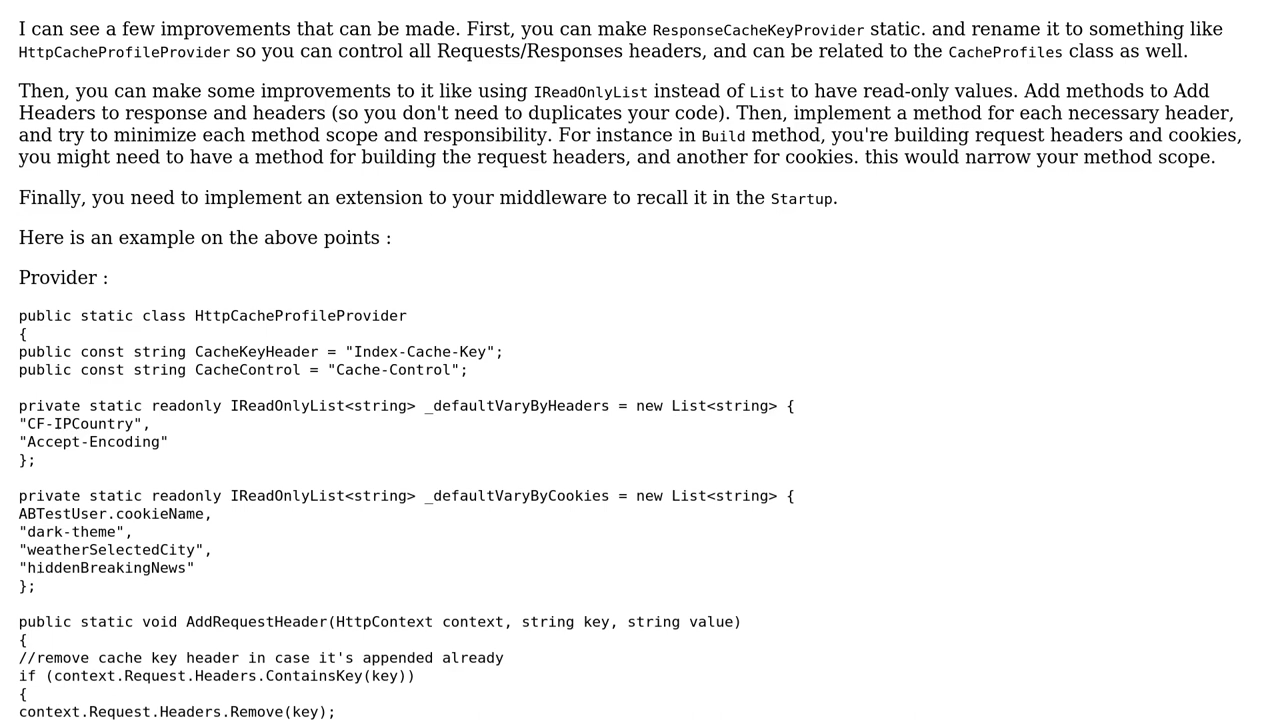 I can see a few improvements that can be made. First, you can make ResponseCacheKeyProvider static. and rename it to something like
HttpCacheProfileProvider so you can control all Requests/Responses headers, and can be related to the CacheProfiles class as well.
Then, you can make some improvements to it like using IReadOnlyList instead of List to have read-only values. Add methods to Add
Headers to response and headers (so you don't need to duplicates your code). Then, implement a method for each necessary header,
and try to minimize each method scope and responsibility. For instance in Build method, you're building request headers and cookies,
you might need to have a method for building the request headers, and another for cookies. this would narrow your method scope.
Finally, you need to implement an extension to your middleware to recall it in the Startup.
Here is an example on the above points :
Provider :
public static class HttpCacheProfileProvider
{
public const string CacheKeyHeader = "Index-Cache-Key";
public const string CacheControl = "Cache-Control";
private static readonly IReadOnlyList<string> _defaultVaryByHeaders = new List<string> {
"CF-IPCountry",
"Accept-Encoding"
};
private static readonly IReadOnlyList<string> _defaultVaryByCookies = new List<string> {
ABTestUser.cookieName,
"dark-theme",
"weatherSelectedCity",
"hiddenBreakingNews"
};
public static void AddRequestHeader(HttpContext context, string key, string value)
{
//remove cache key header in case it's appended already
if (context.Request.Headers.ContainsKey(key))
{
context.Request.Headers.Remove(key);